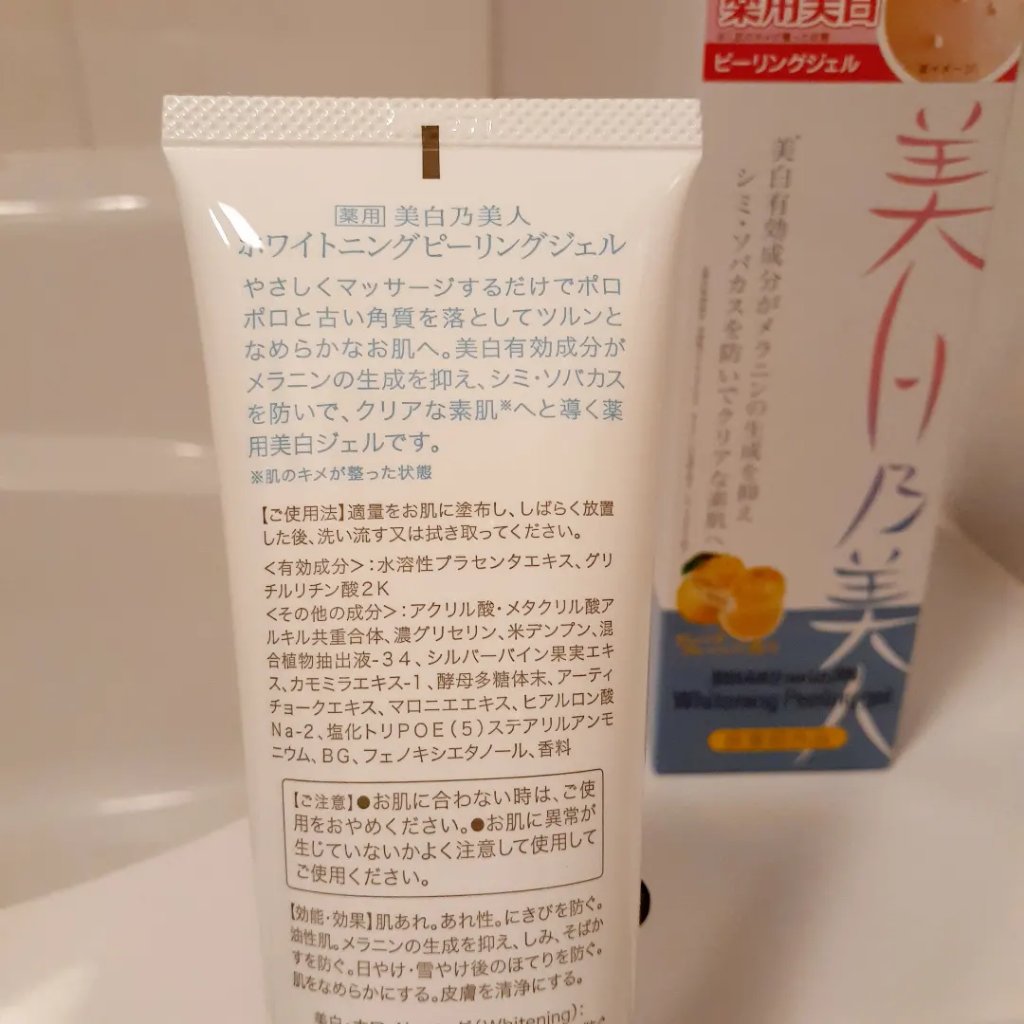 薬用 美白乃美人
ホワイトニングピーリングジェル
やさしくマッサージするだけでポロ
ポロと古い角質を落としてツルンと
なめらかなお肌へ。美白有効成分が
メラニンの生成を抑え、シミ・ソバカス
を防いで、クリアな素肌※へと導く薬
用美白ジェルです。
※肌のキメが整った状態
【ご使用法】適量をお肌に塗布し、しばらく放置
した後、洗い流す又は拭き取ってください。
<有効成分>:水溶性プラセンタエキス、グリ
チルリチン酸2K
<その他の成分>:アクリル酸・メタクリル酸ア
ルキル共重合体、濃グリセリン、米デンプン、混
合植物抽出液-34、シルバーバイン果実エキ
ス、カモミラエキス-1、酵母多糖体末、アーティ
チョークエキス、マロニエエキス、ヒアルロン酸
Na-2、塩化トリPOE(5)ステアリルアンモ
ニウム、BG、フェノキシエタノール、香料
【ご注意】●お肌に合わない時は、ご使
用をおやめください。●お肌に異常が
生じていないかよく注意して使用して
ご使用ください。
【効能・効果】肌あれ。あれ性。にきびを防ぐ。
油性肌。メラニンの生成を抑え、しみ、そばか
すを防ぐ。日やけ・雪やけ後のほてりを防ぐ。
肌をなめらかにする。皮膚を清浄にする。
(Whitening):
薬用美白
ピーリングジェル
美白乃美人
美白有効成分がメラニンの生成を抑え
シミ・ソバカスを防いでクリアな素肌へ
Whitening Peeling gel